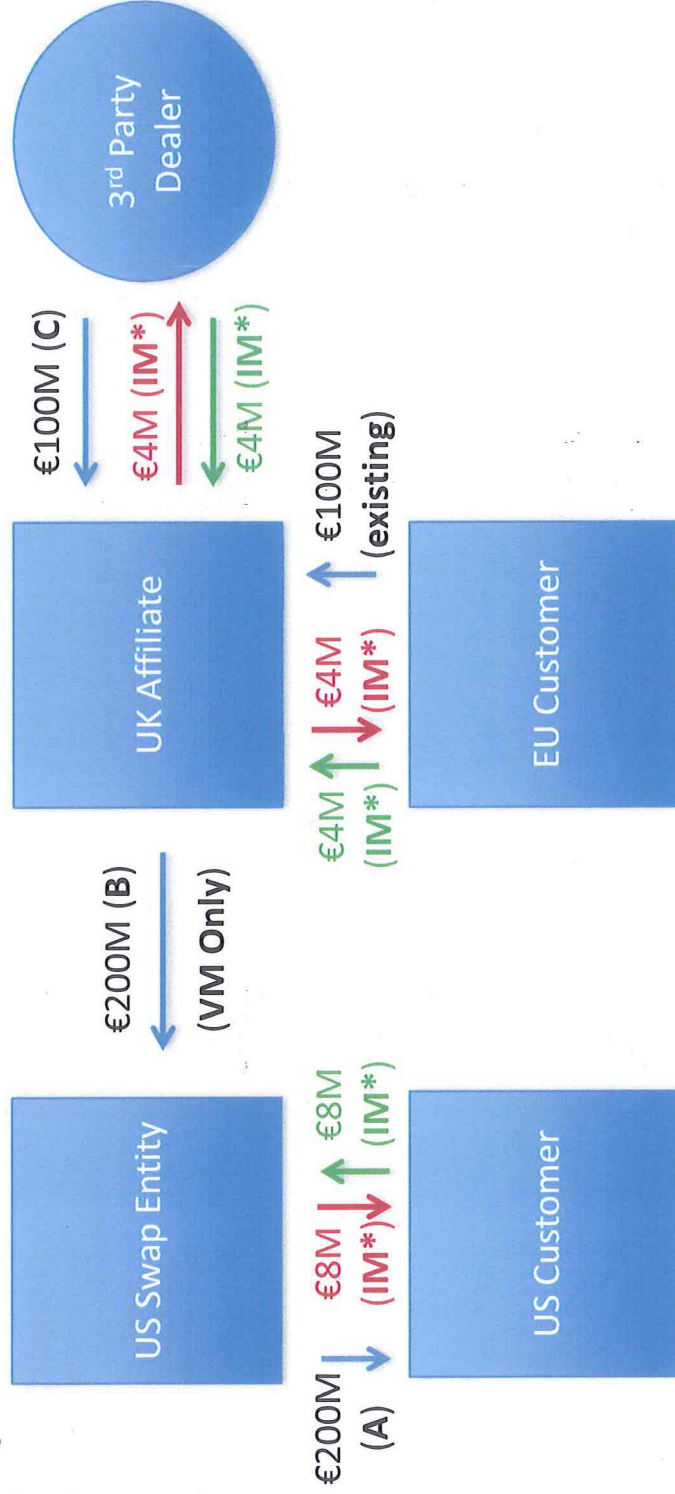 US Swap Entity
€200M (B)
(VM Only)
UK Affiliate
€100M (C)
€4M (IM*)
€4M (IM*)
3rd Party
Dealer
€200M
(A)
€8M
(IM*)
€8M
(IM*)
€4M
(IM*)
€4M
(IM*)
€100M
(existing)
US Customer
EU Customer